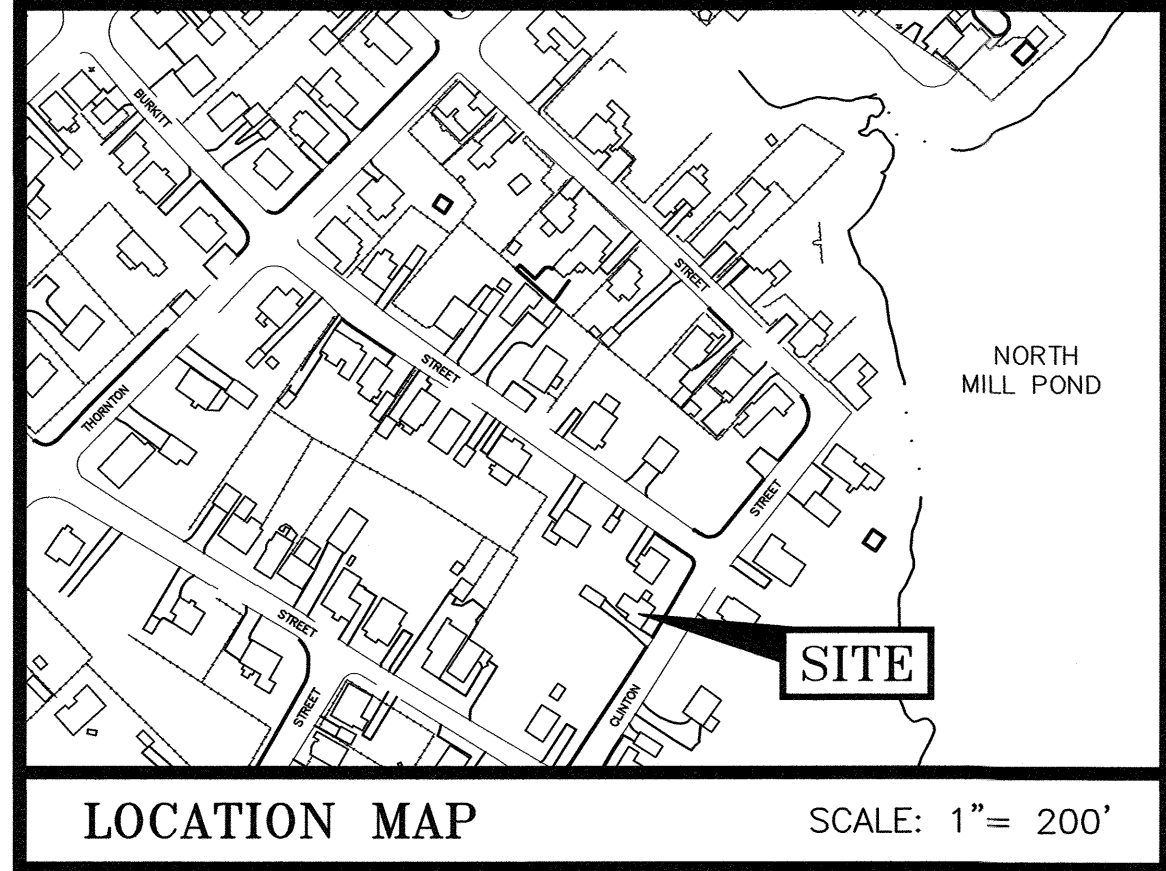 BURKITT
STREET
NORTH
MILL POND
STREET
THORNTON
STREET
STREET
SITE
CLINTON
STREET
LOCATION MAP
SCALE: 1"= 200'